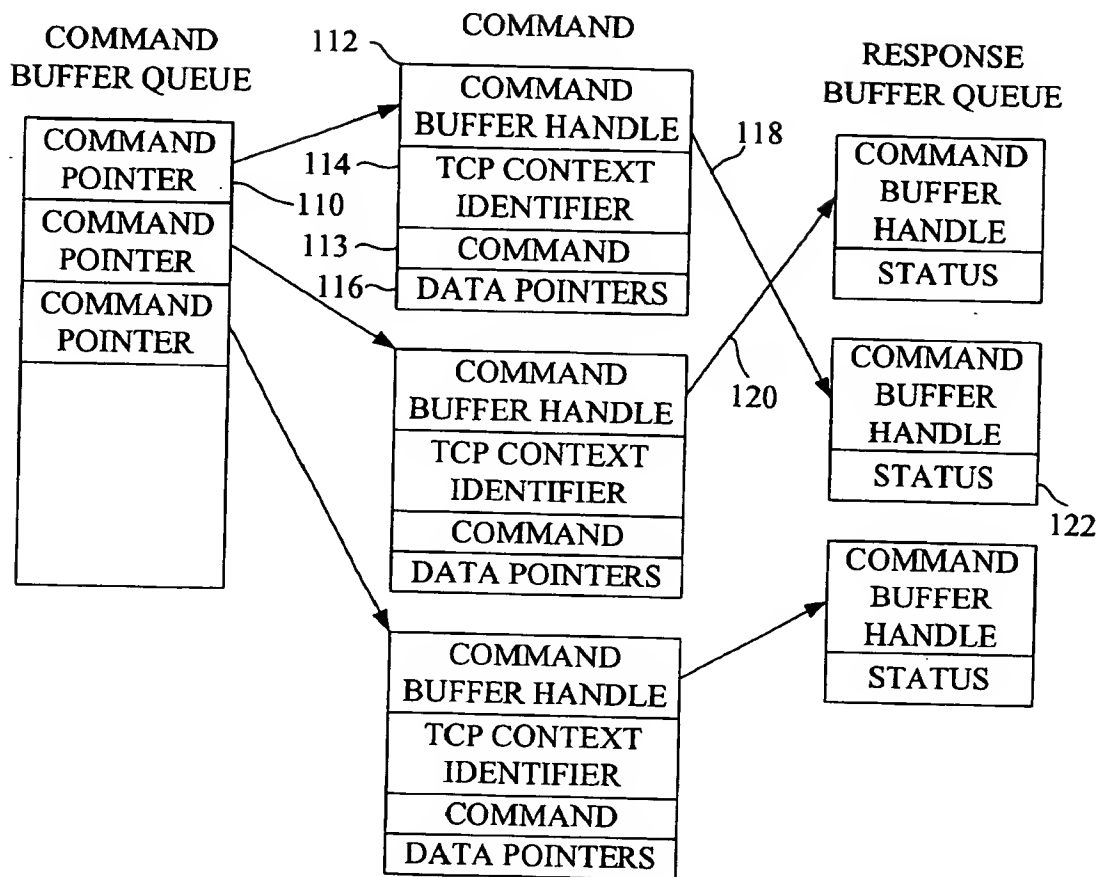 COMMAND
BUFFER QUEUE
COMMAND
POINTER
110
COMMAND
POINTER
COMMAND
POINTER
COMMAND
112
COMMAND
BUFFER HANDLE
114
TCP CONTEXT
IDENTIFIER
113
COMMAND
116
DATA POINTERS
COMMAND
BUFFER HANDLE
TCP CONTEXT
IDENTIFIER
COMMAND
DATA POINTERS
COMMAND
BUFFER HANDLE
TCP CONTEXT
IDENTIFIER
COMMAND
DATA POINTERS
118
120
RESPONSE
BUFFER QUEUE
COMMAND
BUFFER
HANDLE
STATUS
COMMAND
BUFFER
HANDLE
STATUS
122
COMMAND
BUFFER
HANDLE
STATUS